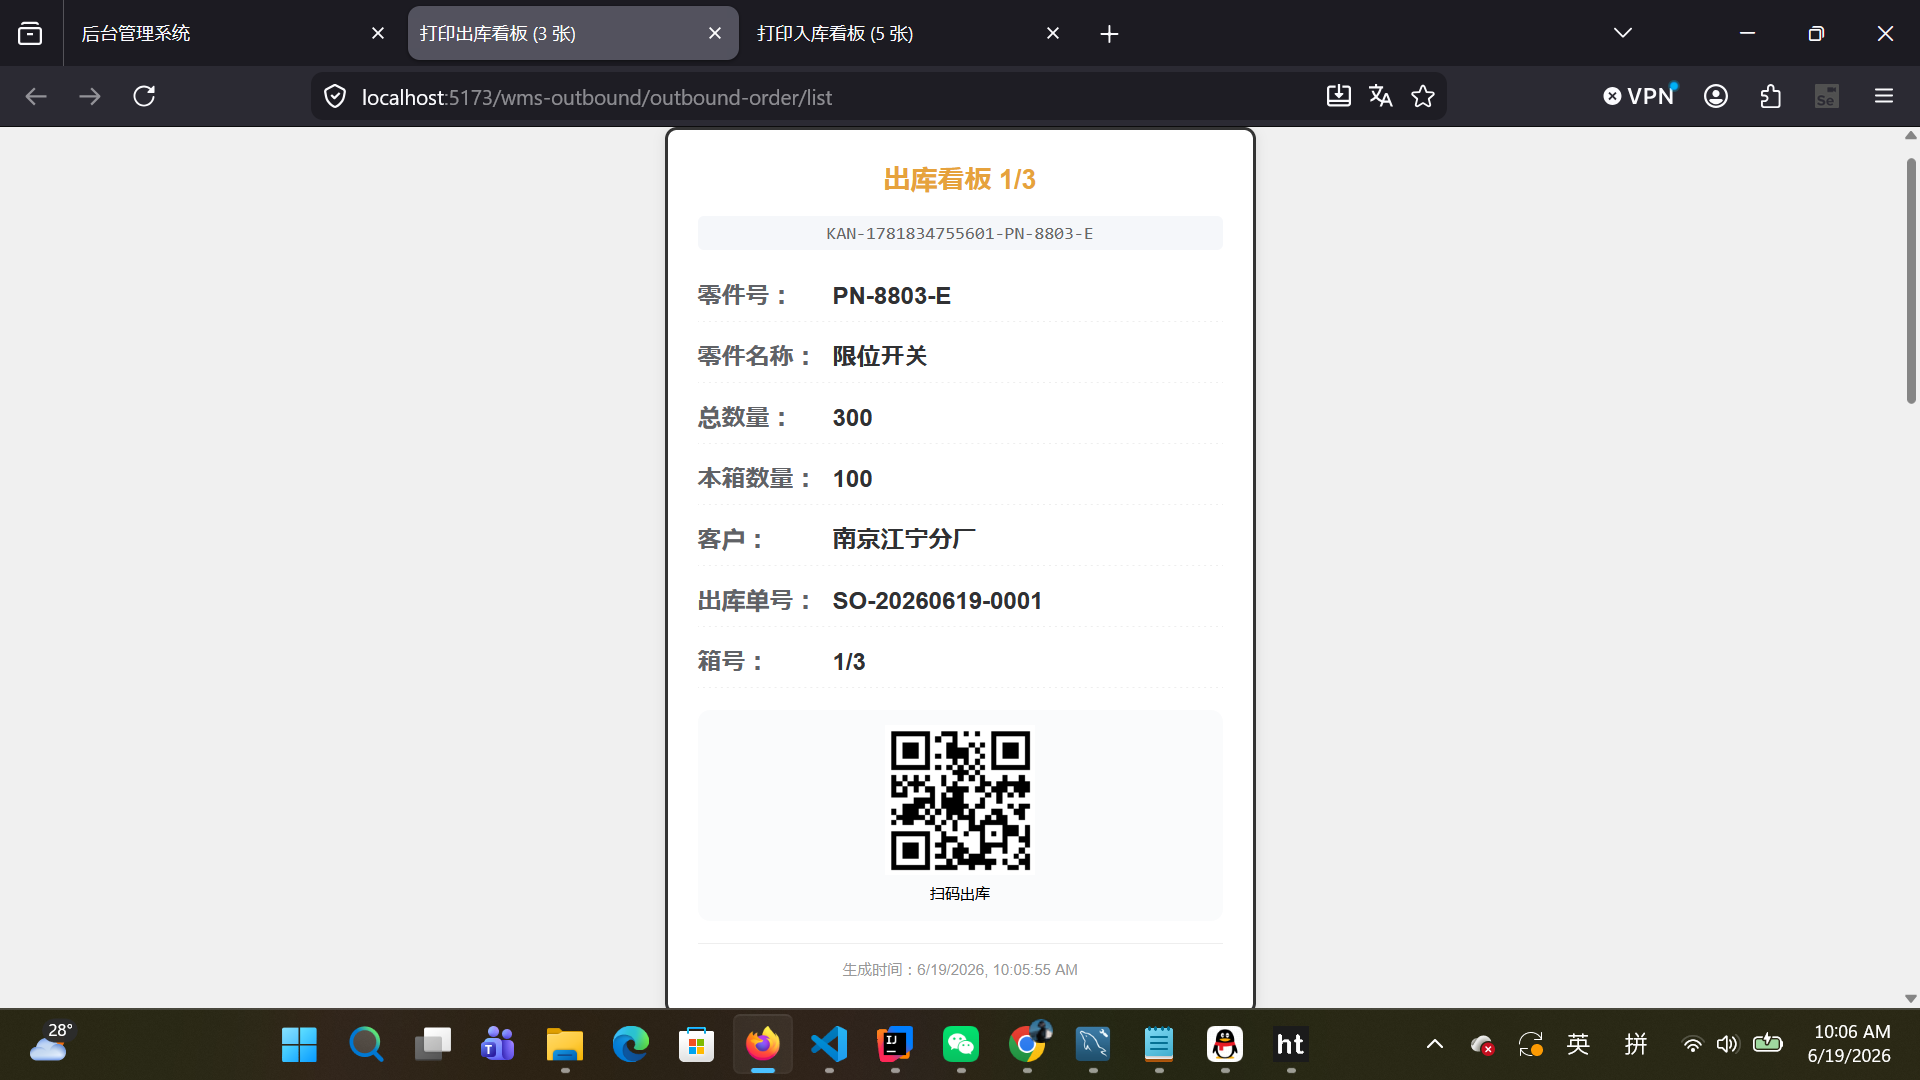 后台管理系统
打印出库看板 (3 张)
打印入库看板 (5 张)
localhost:5173/wms-outbound/outbound-order/list
VPN
Se
出库看板 1/3
KAN-1781834755601-PN-8803-E
零件号： PN-8803-E
零件名称： 限位开关
总数量： 300
本箱数量： 100
客户： 南京江宁分厂
出库单号： SO-20260619-0001
箱号： 1/3
扫码出库
生成时间：6/19/2026, 10:05:55 AM
28°
T
IJ
ht
英
拼
10:06 AM
6/19/2026